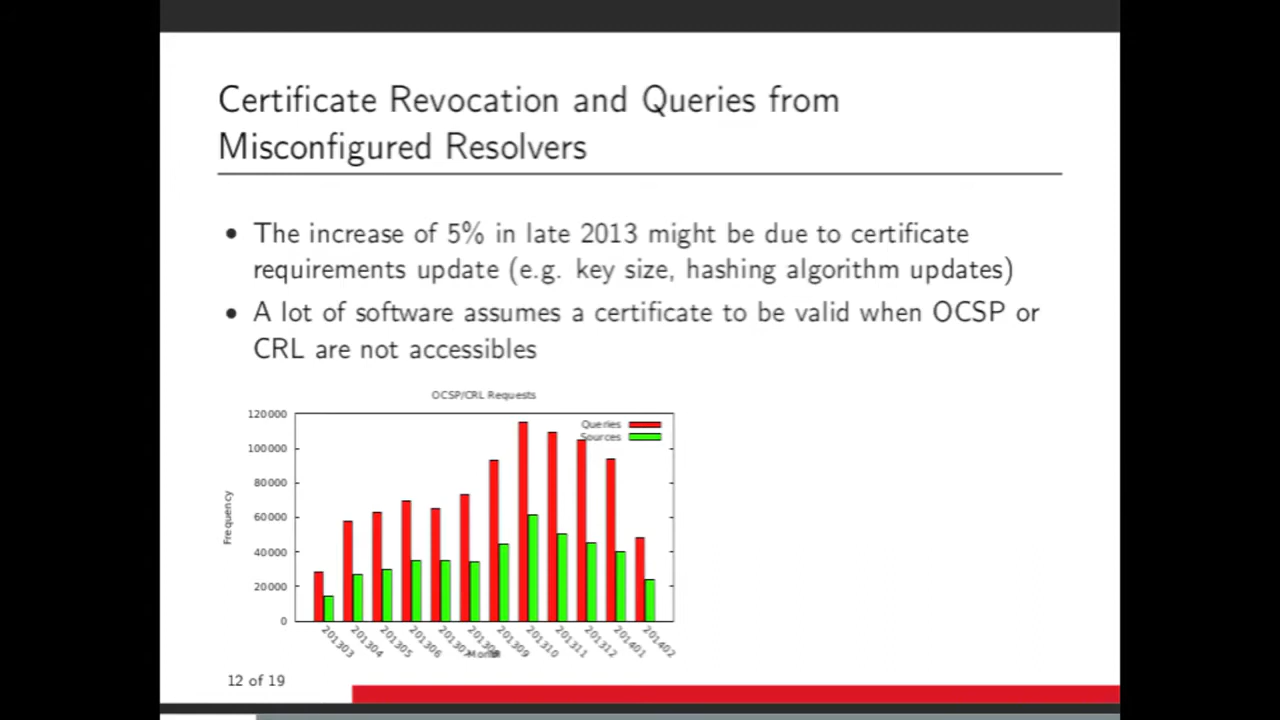 Certificate Revocation and Queries from
Misconfigured Resolvers
• The increase of 5% in late 2013 might be due to certificate
requirements update (e.g. key size, hashing algorithm updates)
• A lot of software assumes a certificate to be valid when OCSP or
CRL are not accessibles
OCSP/CRL Requests
120000
100000
80000
60000
40000
20000
0
Frequency
Queries
Sources
201303
201304
201305
201306
201307
201308
201309
201310
201311
201312
201401
201402
Month
12 of 19